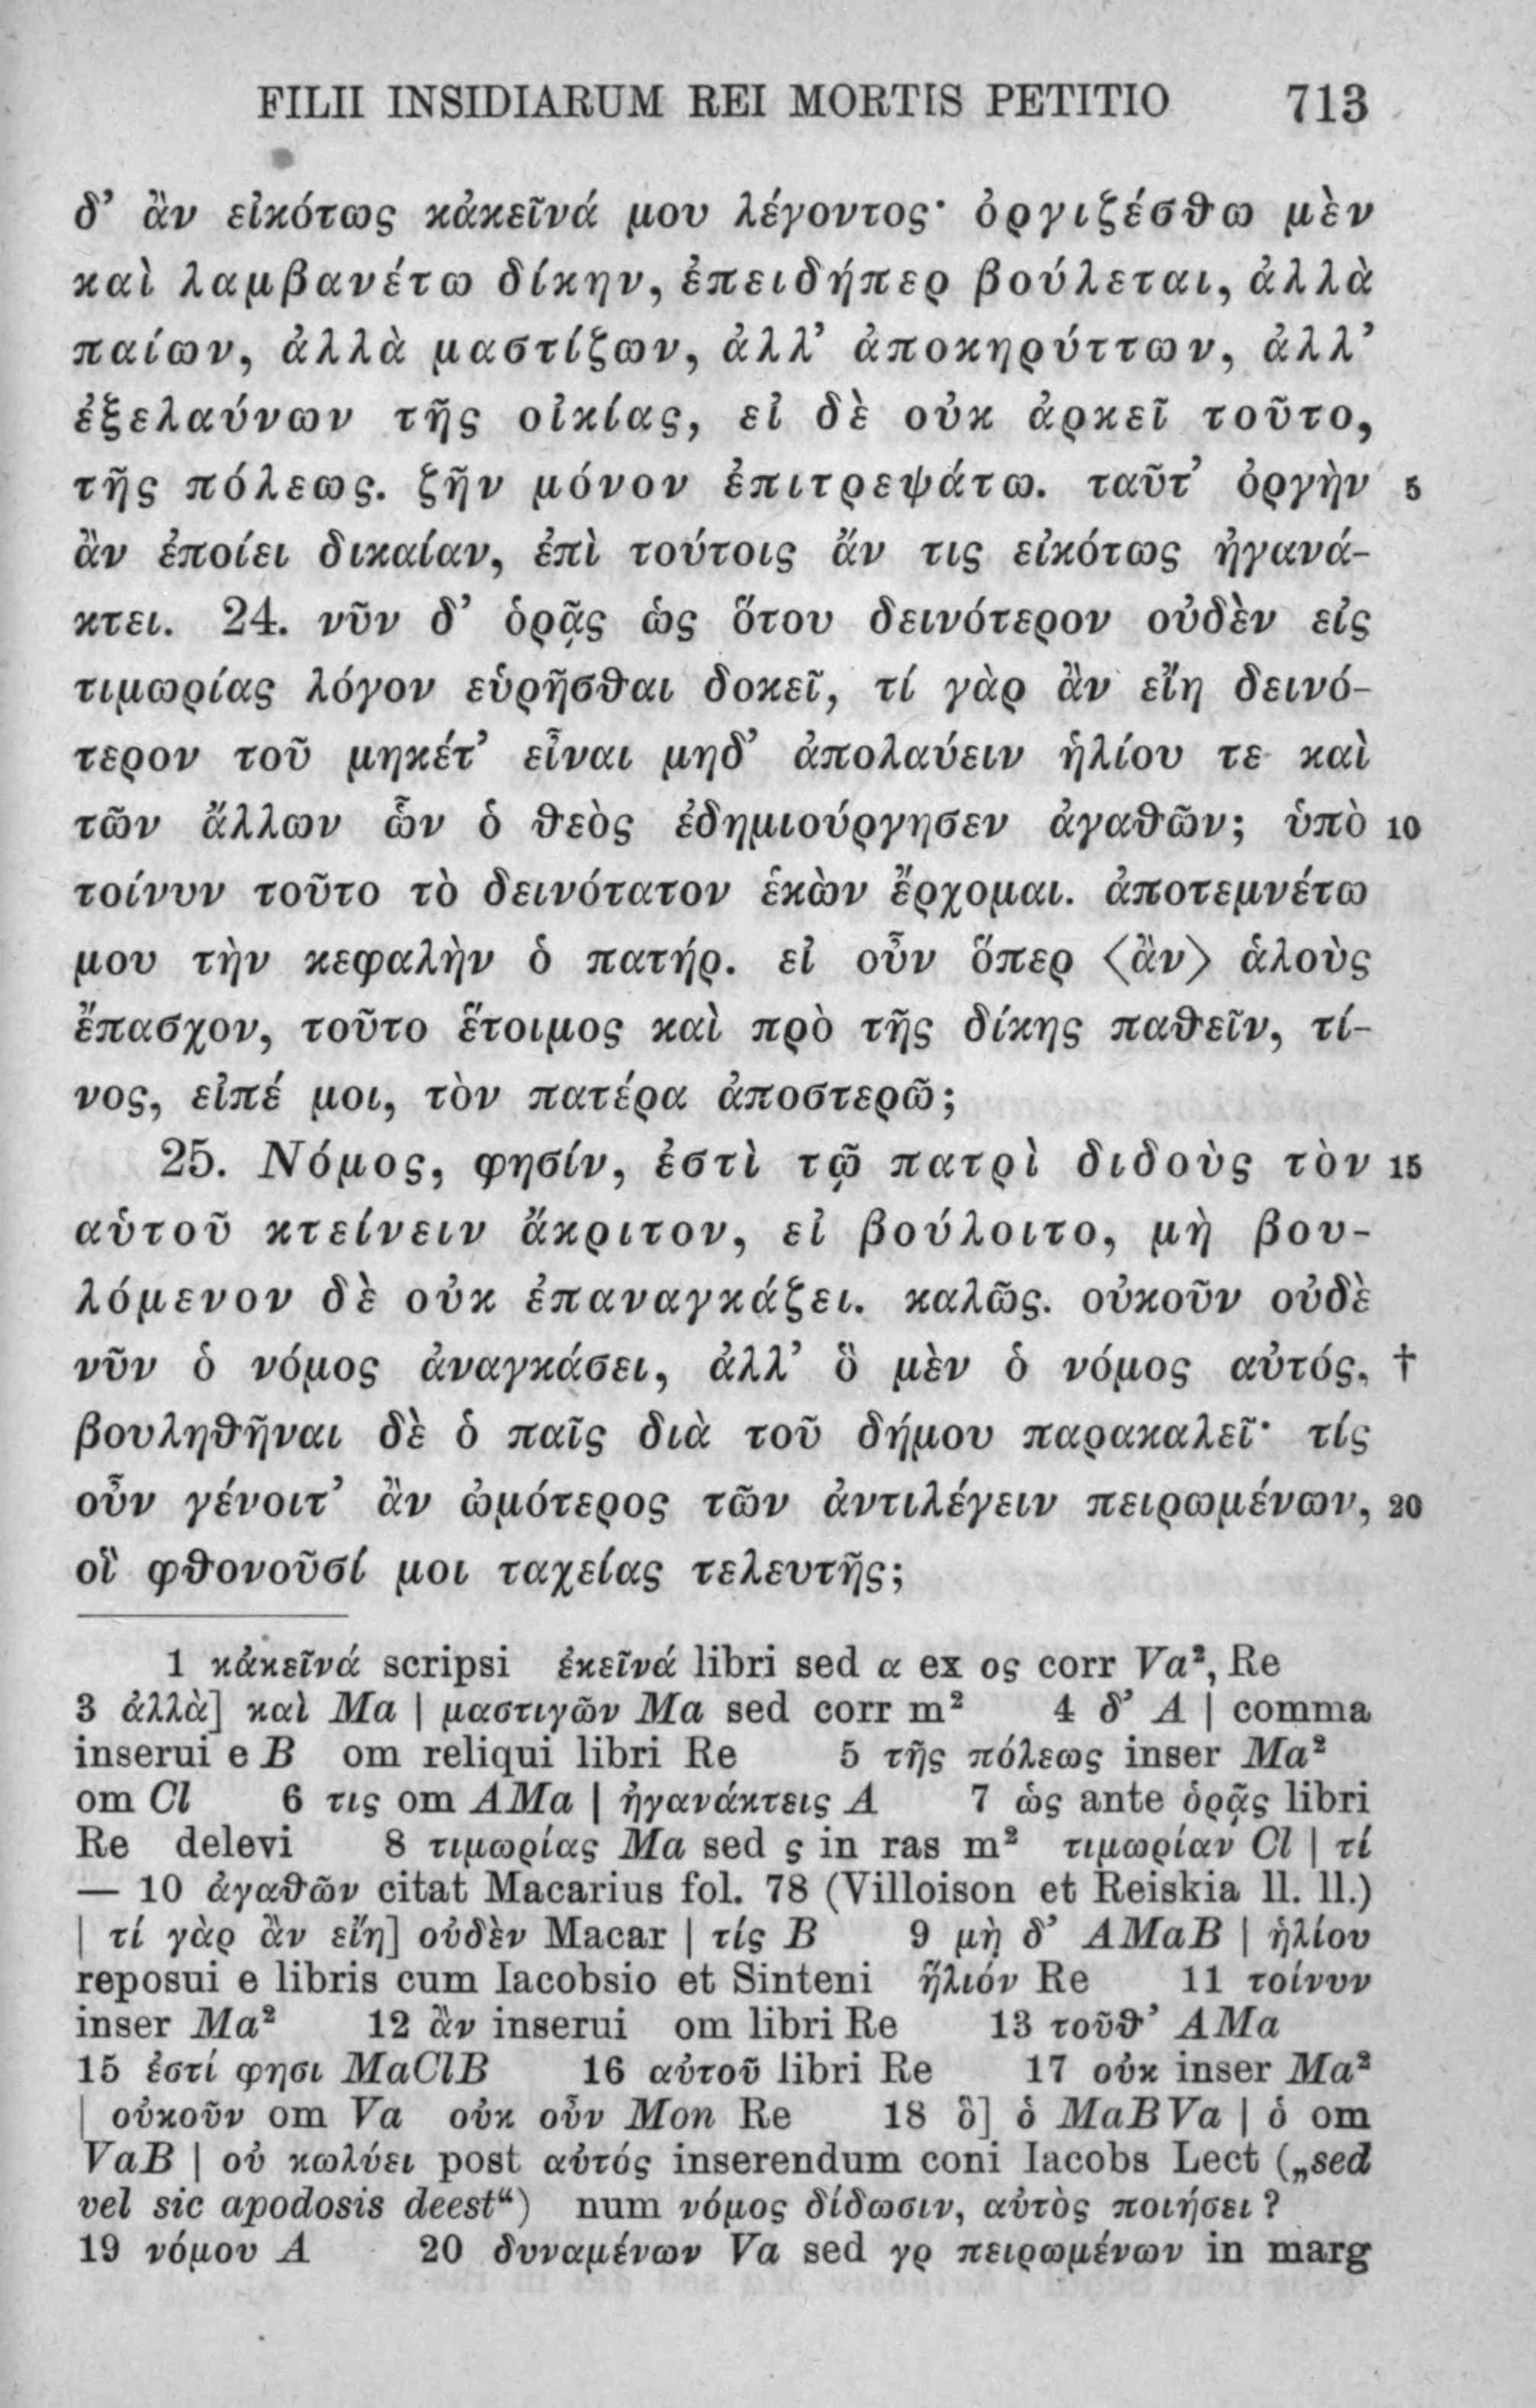 FILII INSIDIARUM REI MORTIS PETITIO 713
δ’ ἂν εἰκότως κἀκεῖνά μου λέγοντος· ὀργιζέσθω μὲν
καὶ λαμβανέτω δίκην, ἐπειδήπερ βούλεται, ἀλλὰ
παίων, ἀλλὰ μαστίζων, ἀλλ’ ἀποκηρύττων, ἀλλ’
ἐξελαύνων τῆς οἰκίας, εἰ δὲ οὐκ ἀρκεῖ τοῦτο,
τῆς πόλεως. ζῆν μόνον ἐπιτρεψάτω. ταῦτ’ ὀργὴν 5
ἂν ἐποίει δικαίαν, ἐπὶ τούτοις ἄν τις εἰκότως ἠγανά-
κτει. 24. νῦν δ’ ὁρᾷς ὡς ὅτου δεινότερον οὐδὲν εἰς
τιμωρίας λόγον εὑρῆσθαι δοκεῖ, τί γὰρ ἂν εἴη δεινό-
τερον τοῦ μηκέτ’ εἶναι μηδ’ ἀπολαύειν ἡλίου τε καὶ
τῶν ἄλλων ὧν ὁ θεὸς ἐδημιούργησεν ἀγαθῶν; ὑπὸ 10
τοίνυν τοῦτο τὸ δεινότατον ἑκὼν ἔρχομαι. ἀποτεμνέτω
μου τὴν κεφαλὴν ὁ πατήρ. εἰ οὖν ὅπερ ⟨ἂν⟩ ἁλοὺς
ἔπασχον, τοῦτο ἕτοιμος καὶ πρὸ τῆς δίκης παθεῖν, τί-
νος, εἰπέ μοι, τὸν πατέρα ἀποστερῶ;
25. Νόμος, φησίν, ἐστὶ τῷ πατρὶ διδοὺς τὸν 15
αὑτοῦ κτείνειν ἄκριτον, εἰ βούλοιτο, μὴ βου-
λόμενον δὲ οὐκ ἐπαναγκάζει. καλῶς. οὐκοῦν οὐδὲ
νῦν ὁ νόμος ἀναγκάσει, ἀλλ’ ὃ μὲν ὁ νόμος αὐτός, †
βουληθῆναι δὲ ὁ παῖς διὰ τοῦ δήμου παρακαλεῖ· τίς
οὖν γένοιτ’ ἂν ὠμότερος τῶν ἀντιλέγειν πειρωμένων, 20
οἳ φθονοῦσί μοι ταχείας τελευτῆς;
1 κἀκεῖνά scripsi ἐκεῖνά libri sed α ex ος corr Va², Re
3 ἀλλὰ] καὶ Ma | μαστιγῶν Ma sed corr m² 4 δ’ A | comma
inserui e B om reliqui libri Re 5 τῆς πόλεως inser Ma²
om Cl 6 τις om AMa | ἠγανάκτεις A 7 ὡς ante ὁρᾷς libri
Re delevi 8 τιμωρίας Ma sed ς in ras m² τιμωρίαν Cl | τί
— 10 ἀγαθῶν citat Macarius fol. 78 (Villoison et Reiskia ll. ll.)
| τί γὰρ ἂν εἴη] οὐδὲν Macar | τίς B 9 μὴ δ’ AMaB | ἡλίου
reposui e libris cum Iacobsio et Sinteni ἥλιόν Re 11 τοίνυν
inser Ma² 12 ἂν inserui om libri Re 13 τοῦθ’ AMa
15 ἐστί φησι MaClB 16 αὐτοῦ libri Re 17 οὐκ inser Ma²
| οὐκοῦν om Va οὐκ οὖν Mon Re 18 ὃ] ὁ MaBVa | ὁ om
VaB | οὐ κωλύει post αὐτός inserendum coni Iacobs Lect („sed
vel sic apodosis deest“) num νόμος δίδωσιν, αὐτὸς ποιήσει?
19 νόμου A 20 δυναμένων Va sed γρ πειρωμένων in marg